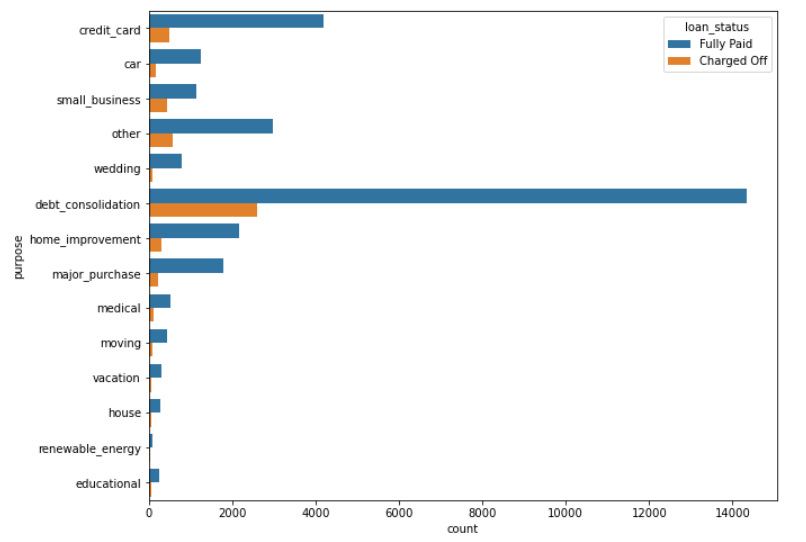 loan_status
Fully Paid
Charged Off
purpose
credit_card
car
small_business
other
wedding
debt_consolidation
home_improvement
major_purchase
medical
moving
vacation
house
renewable_energy
educational
0 2000 4000 6000 8000 10000 12000 14000
count